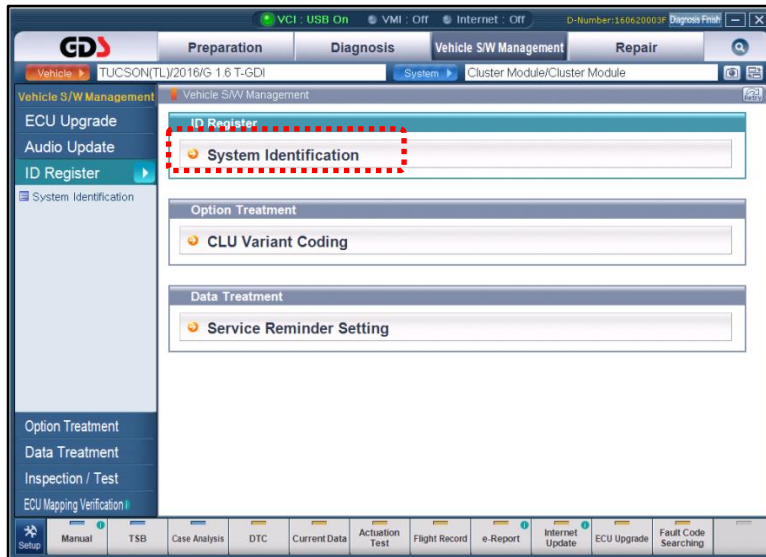 VCI : USB On VMI : Off Internet : Off D-Number:160620003F Diagnosis Finish
GDS Preparation Diagnosis Vehicle S/W Management Repair
Vehicle TUCSON(TL)/2016/G 1.6 T-GDI System Cluster Module/Cluster Module
Vehicle S/W Management
Vehicle S/W Management
Retry
ECU Upgrade
Audio Update
ID Register
System Identification
ID Register
System Identification
Option Treatment
CLU Variant Coding
Data Treatment
Service Reminder Setting
Option Treatment
Data Treatment
Inspection / Test
ECU Mapping Verification
Setup
Manual
TSB
Case Analysis
DTC
Current Data
Actuation
Test
Flight Record
e-Report
Internet
Update
ECU Upgrade
Fault Code
Searching